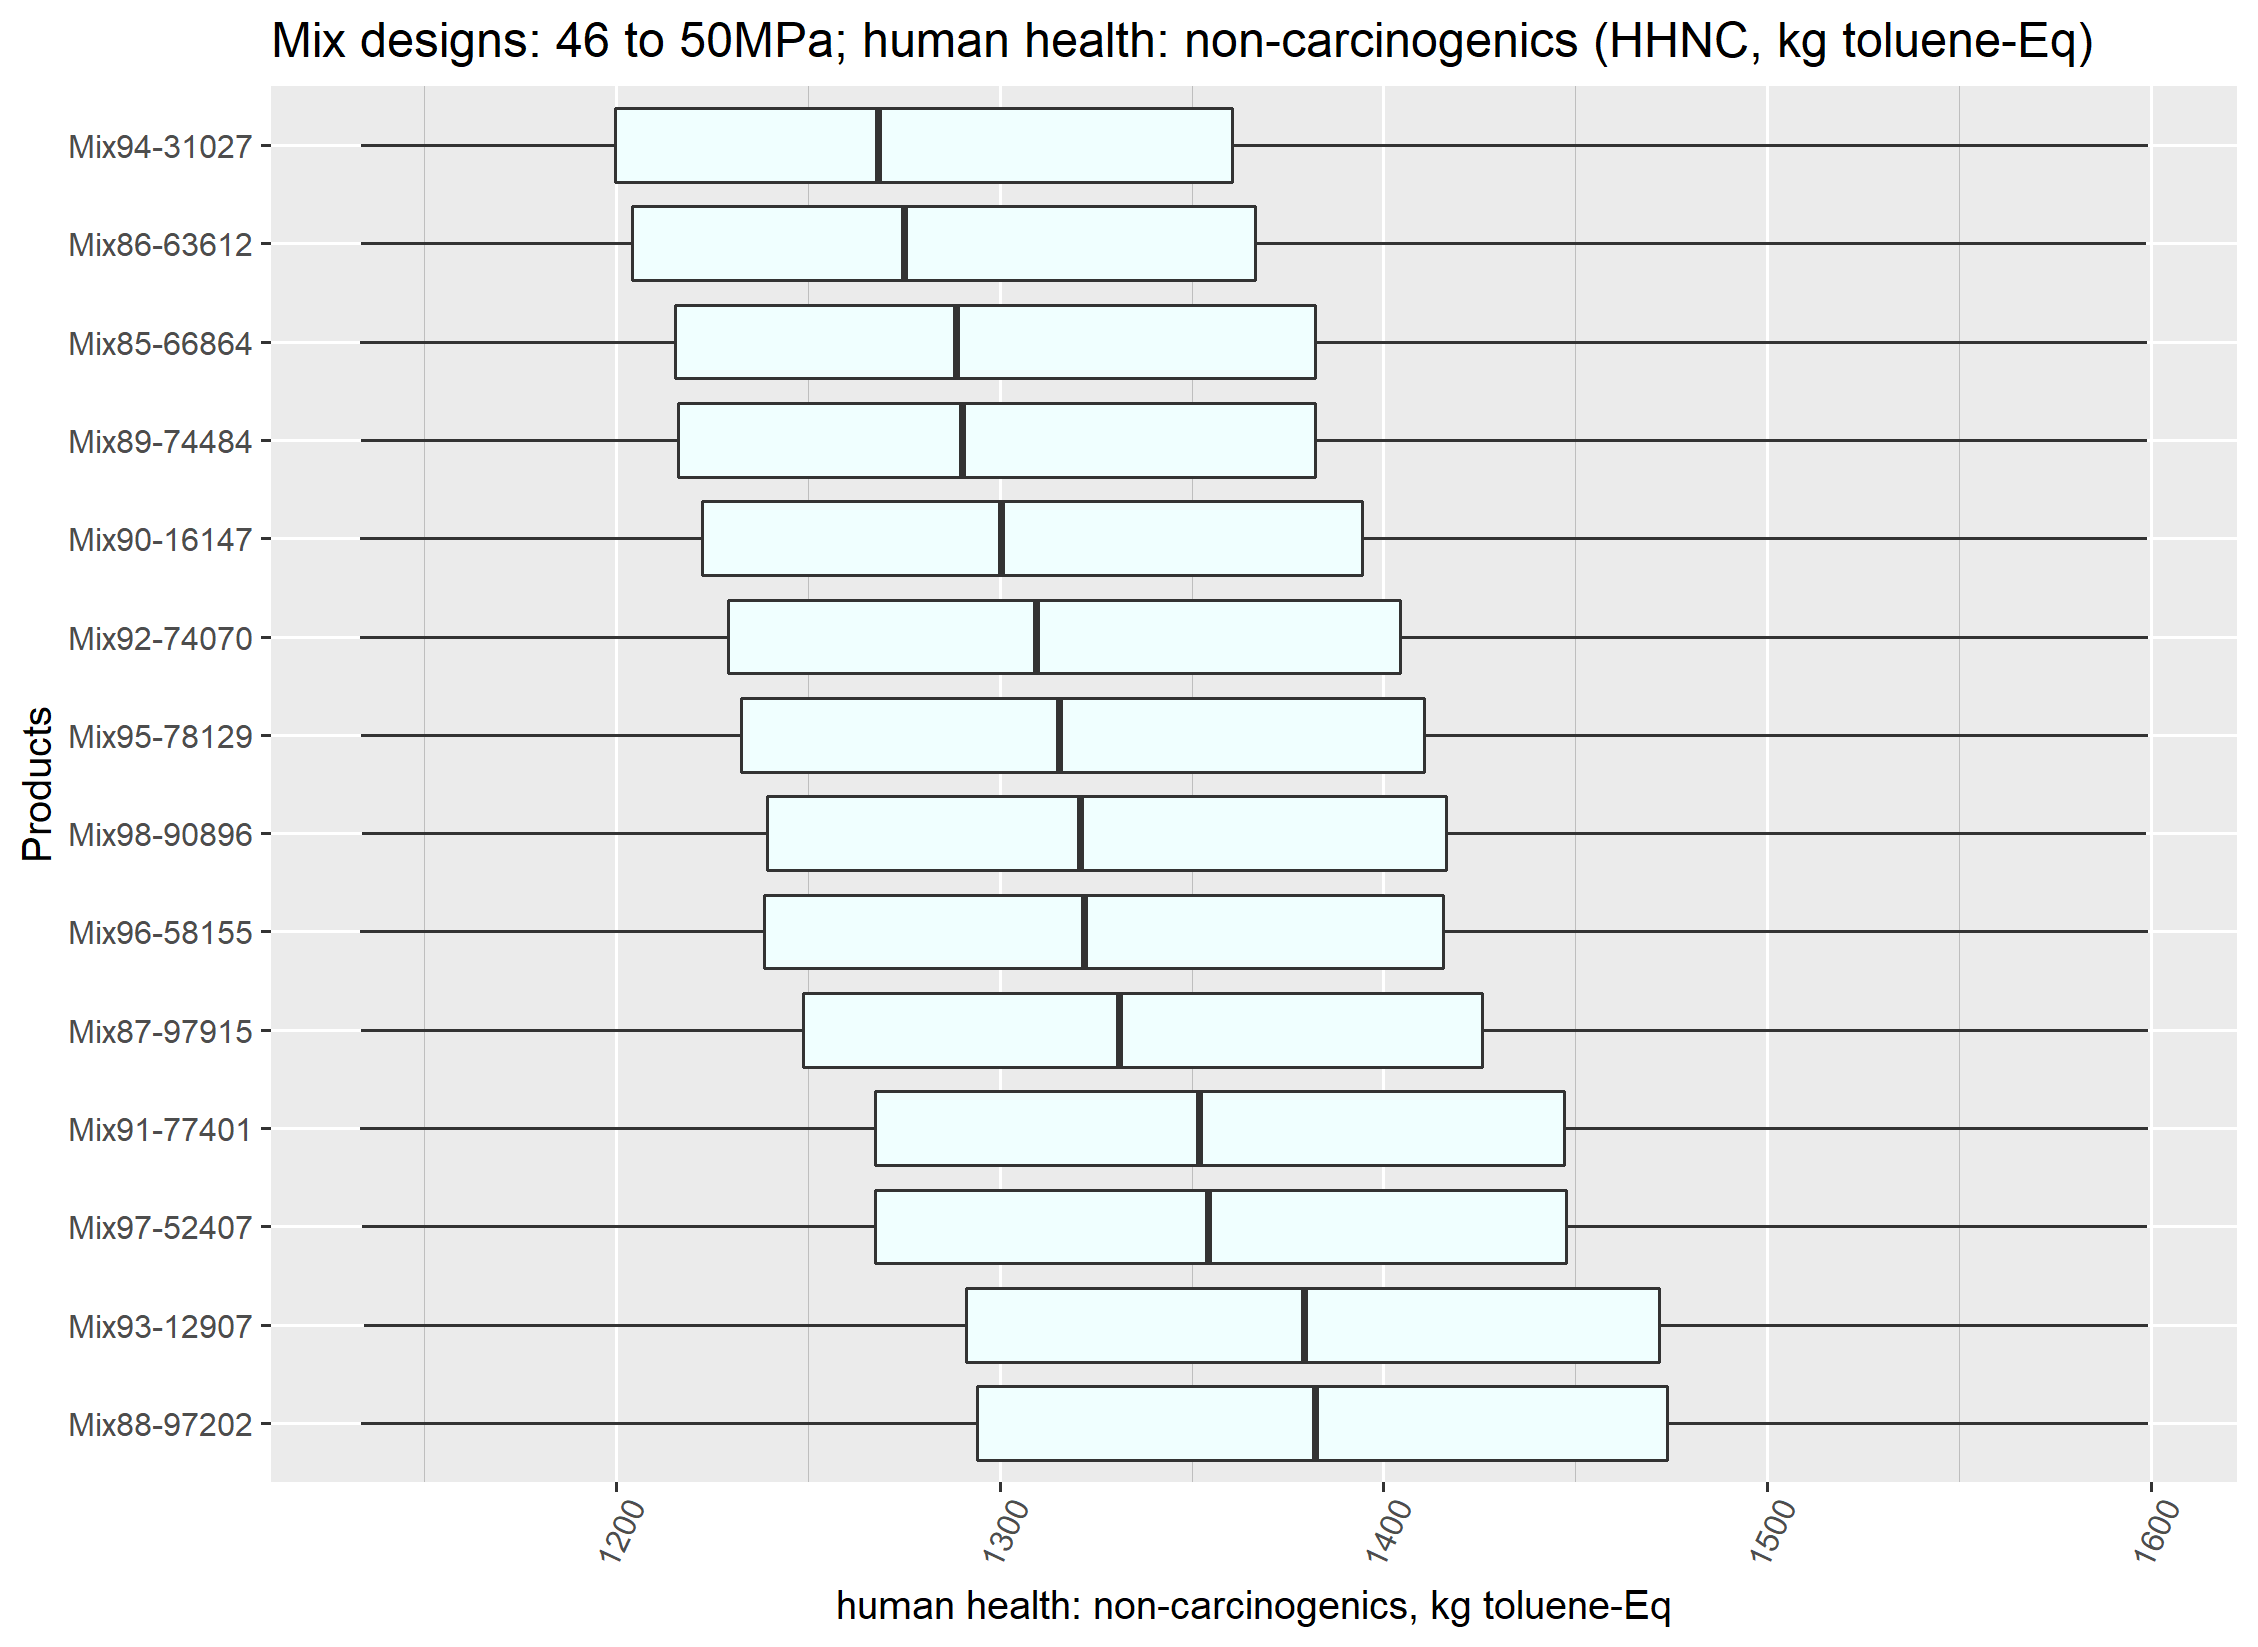 Mix designs: 46 to 50MPa; human health: non-carcinogenics (HHNC, kg toluene-Eq)
Products
Mix94-31027
Mix86-63612
Mix85-66864
Mix89-74484
Mix90-16147
Mix92-74070
Mix95-78129
Mix98-90896
Mix96-58155
Mix87-97915
Mix91-77401
Mix97-52407
Mix93-12907
Mix88-97202
1200 1300 1400 1500 1600
human health: non-carcinogenics, kg toluene-Eq